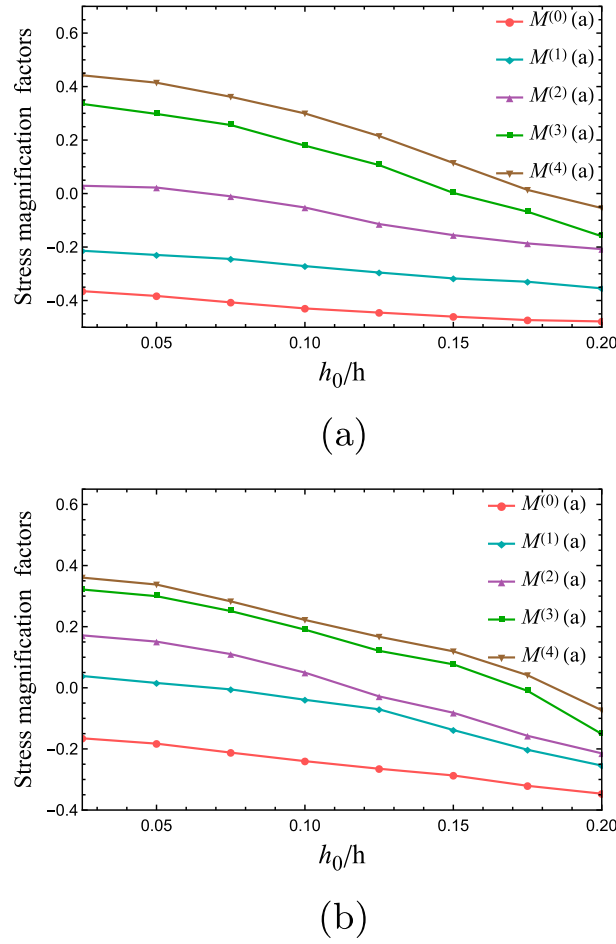 Stress magnification factors
0.6
0.4
0.2
0.0
−0.2
−0.4
M⁽⁰⁾(a)
M⁽¹⁾(a)
M⁽²⁾(a)
M⁽³⁾(a)
M⁽⁴⁾(a)
0.05 0.10 0.15 0.20
h₀/h
(a)
Stress magnification factors
0.6
0.4
0.2
0.0
−0.2
−0.4
M⁽⁰⁾(a)
M⁽¹⁾(a)
M⁽²⁾(a)
M⁽³⁾(a)
M⁽⁴⁾(a)
0.05 0.10 0.15 0.20
h₀/h
(b)